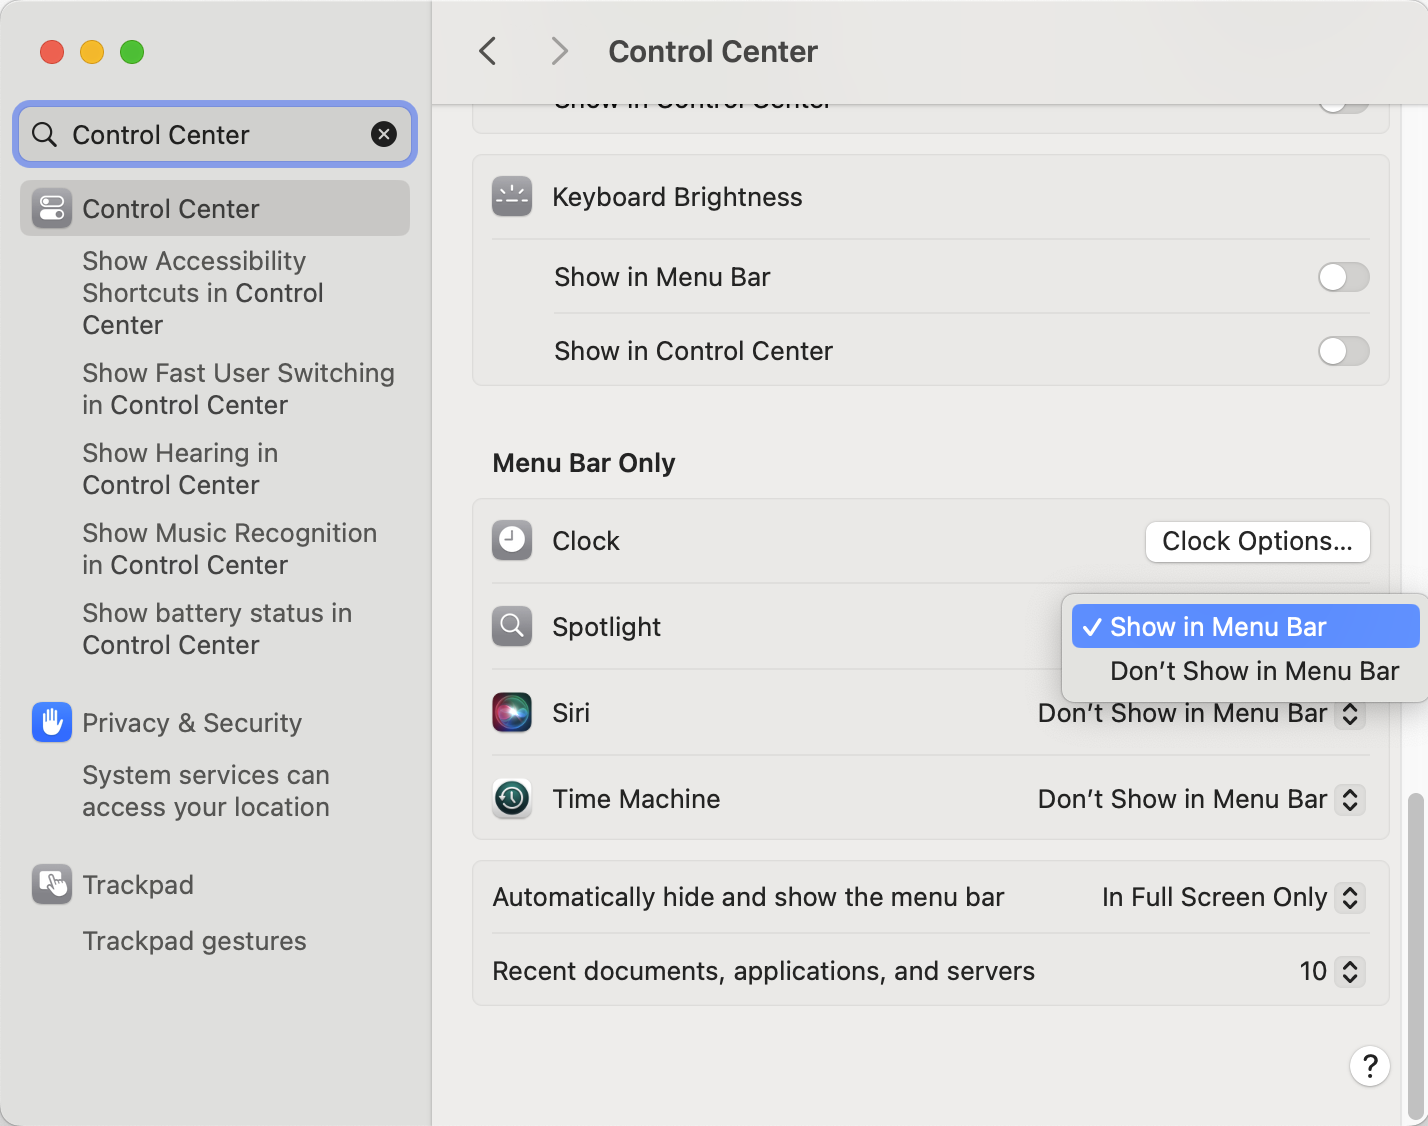 Control Center
Control Center
Control Center
Show Accessibility
Shortcuts in Control
Center
Show Fast User Switching
in Control Center
Show Hearing in
Control Center
Show Music Recognition
in Control Center
Show battery status in
Control Center
Privacy & Security
System services can
access your location
Trackpad
Trackpad gestures
Show in Control Center
Keyboard Brightness
Show in Menu Bar
Show in Control Center
Menu Bar Only
Clock
Clock Options...
Spotlight
✓ Show in Menu Bar
Don’t Show in Menu Bar
Siri
Don’t Show in Menu Bar
Time Machine
Don’t Show in Menu Bar
Automatically hide and show the menu bar
In Full Screen Only
Recent documents, applications, and servers
10
?